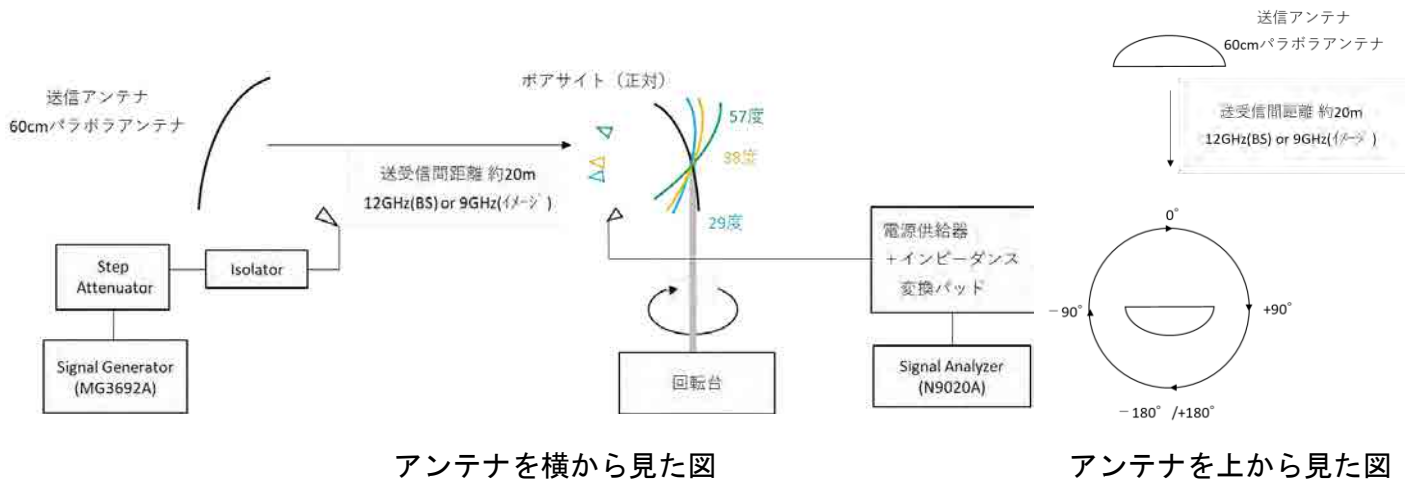 送信アンテナ
60cmパラボラアンテナ
送受信間距離 約20m
12GHz(BS) or 9GHz(イメージ)
Step
Attenuator
Isolator
Signal Generator
(MG3692A)
ボアサイト（正対）
57度
38度
29度
回転台
電源供給器
＋インピーダンス
変換パッド
Signal Analyzer
(N9020A)
アンテナを横から見た図
送信アンテナ
60cmパラボラアンテナ
送受信間距離 約20m
12GHz(BS) or 9GHz(イメージ)
0°
－90°
+90°
－180° /+180°
アンテナを上から見た図